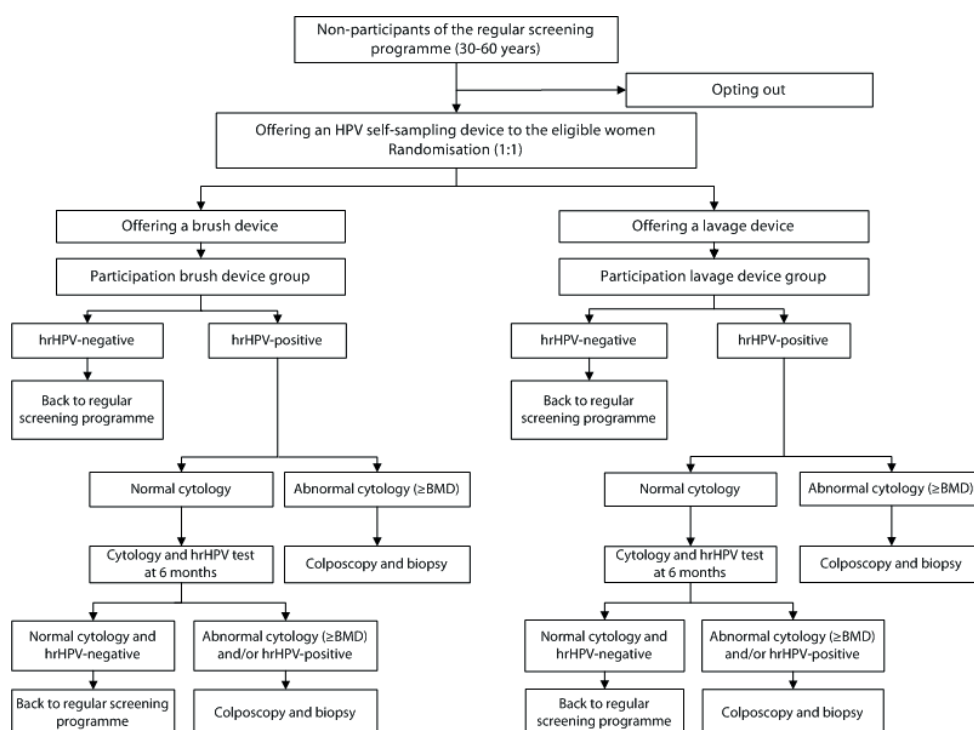 Non-participants of the regular screening
programme (30-60 years)
Opting out
Offering an HPV self-sampling device to the eligible women
Randomisation (1:1)
Offering a brush device
Offering a lavage device
Participation brush device group
Participation lavage device group
hrHPV-negative
hrHPV-positive
hrHPV-negative
hrHPV-positive
Back to regular
screening programme
Back to regular
screening programme
Normal cytology
Abnormal cytology (≥BMD)
Normal cytology
Abnormal cytology (≥BMD)
Cytology and hrHPV test
at 6 months
Colposcopy and biopsy
Cytology and hrHPV test
at 6 months
Colposcopy and biopsy
Normal cytology and
hrHPV-negative
Abnormal cytology (≥BMD)
and/or hrHPV-positive
Normal cytology and
hrHPV-negative
Abnormal cytology (≥BMD)
and/or hrHPV-positive
Back to regular screening
programme
Colposcopy and biopsy
Back to regular
screening programme
Colposcopy and biopsy